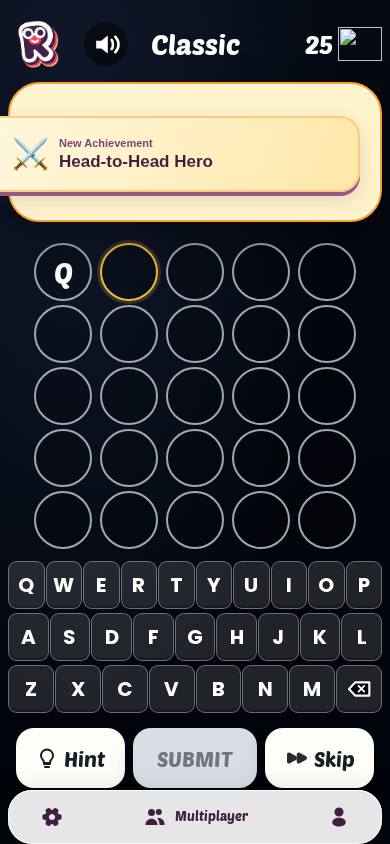 R
Classic
25
New Achievement
Head-to-Head Hero
Q
Q W E R T Y U I O P
A S D F G H J K L
Z X C V B N M
Hint SUBMIT Skip
Multiplayer